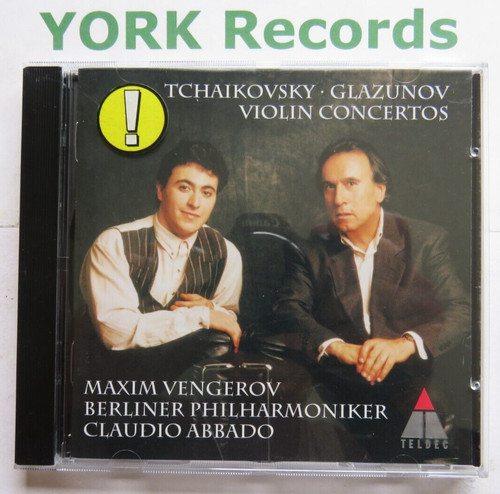 YORK Records
!
TCHAIKOVSKY · GLAZUNOV
VIOLIN CONCERTOS
MAXIM VENGEROV
BERLINER PHILHARMONIKER
CLAUDIO ABBADO
TELDEC